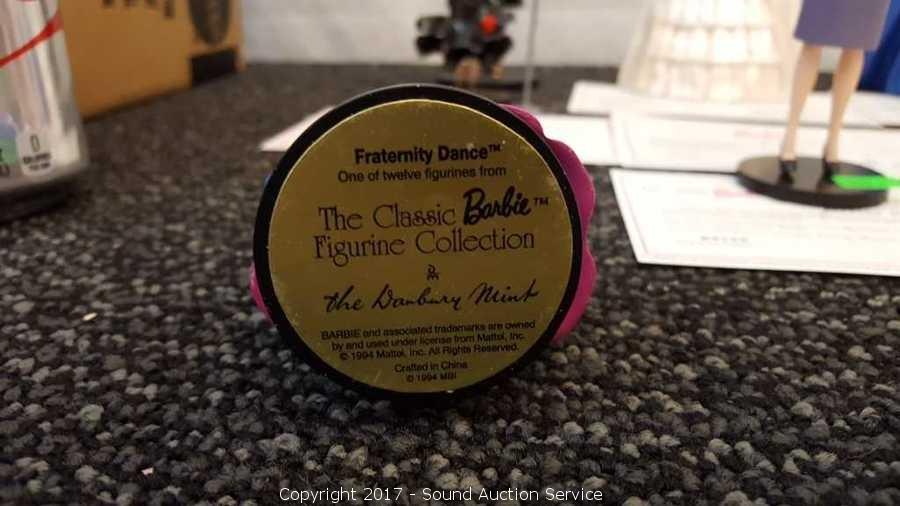 Fraternity Dance™
One of twelve figurines from
The Classic Barbie™
Figurine Collection
the Danbury Mint
BARBIE and associated trademarks are owned
by and used under license from Mattel, Inc.
© 1994 Mattel, Inc. All Rights Reserved.
Crafted in China
© 1994 MBI
0
Copyright 2017 - Sound Auction Service